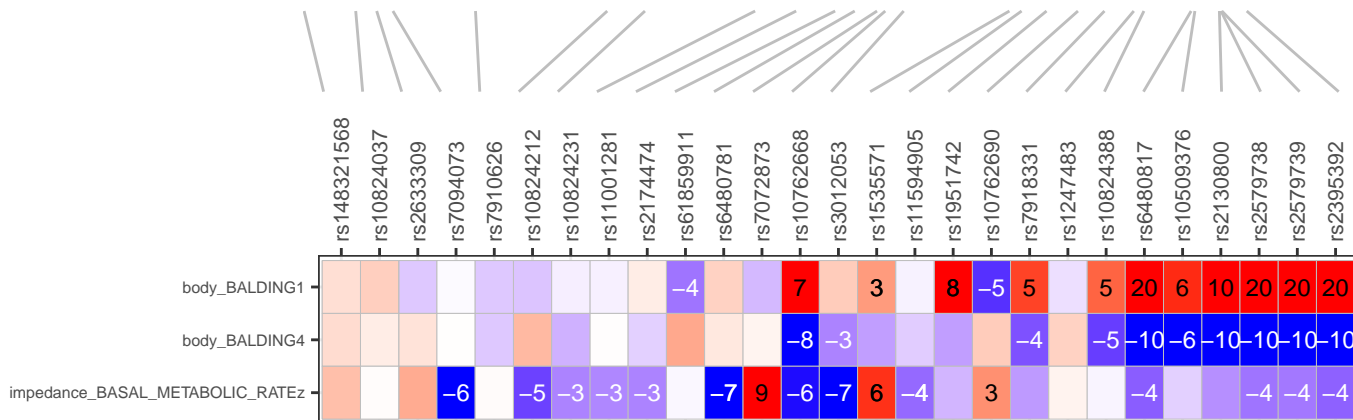 rs148321568
rs10824037
rs2633309
rs7094073
rs7910626
rs10824212
rs10824231
rs11001281
rs2174474
rs61859911
rs6480781
rs7072873
rs10762668
rs3012053
rs1535571
rs11594905
rs1951742
rs10762690
rs7918331
rs12474483
rs10824388
rs6480817
rs10509376
rs2130800
rs2579738
rs2579739
rs2395392
body_BALDING1 −4 7 3 8 −5 5 5 20 6 10 20 20 20
body_BALDING4 −8 −3 −4 −5 −10 −6 −10 −10 −10 −10
impedance_BASAL_METABOLIC_RATEz −6 −5 −3 −3 −3 −7 9 −6 −7 6 −4 3 −4 −4 −4 −4